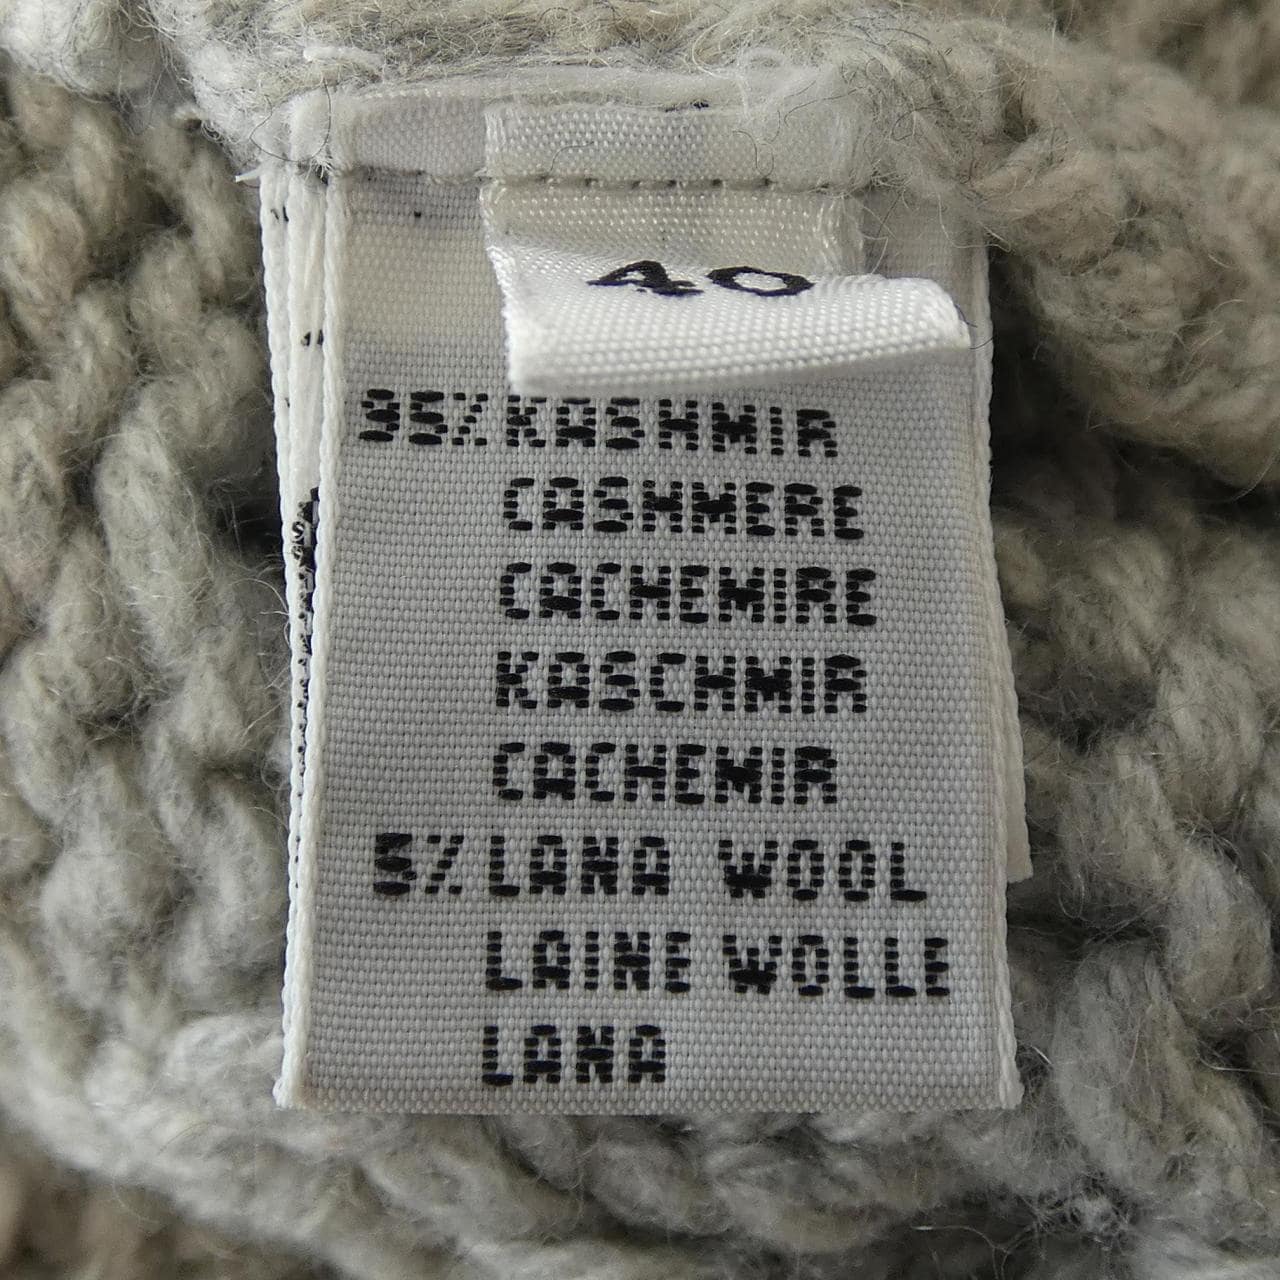 40
95% KASHMIR
CASHMERE
CACHEMIRE
KASCHMIR
CACHEMIR
5% LANA WOOL
LAINE WOLLE
LANA